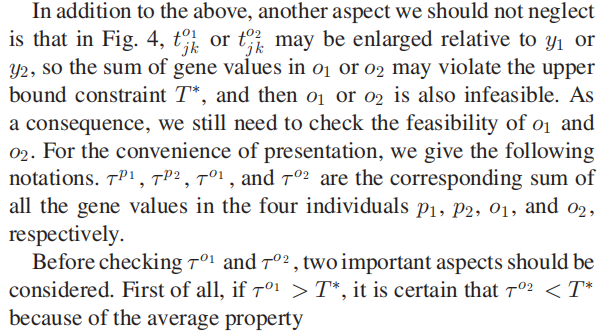 In addition to the above, another aspect we should not neglect
is that in Fig. 4, $t_{jk}^{o_1}$ or $t_{jk}^{o_2}$ may be enlarged relative to $y_1$ or
$y_2$, so the sum of gene values in $o_1$ or $o_2$ may violate the upper
bound constraint $T^*$, and then $o_1$ or $o_2$ is also infeasible. As
a consequence, we still need to check the feasibility of $o_1$ and
$o_2$. For the convenience of presentation, we give the following
notations. $\tau^{p_1}$, $\tau^{p_2}$, $\tau^{o_1}$, and $\tau^{o_2}$ are the corresponding sum of
all the gene values in the four individuals $p_1$, $p_2$, $o_1$, and $o_2$,
respectively.
Before checking $\tau^{o_1}$ and $\tau^{o_2}$, two important aspects should be
considered. First of all, if $\tau^{o_1} > T^*$, it is certain that $\tau^{o_2} < T^*$
because of the average property